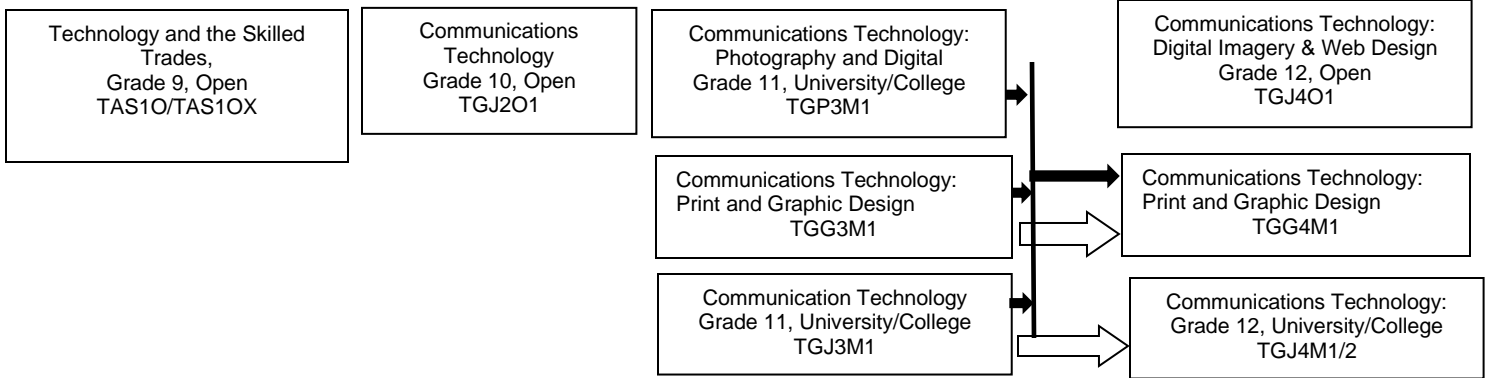 Technology and the Skilled
Trades,
Grade 9, Open
TAS1O/TAS1OX
Communications
Technology
Grade 10, Open
TGJ2O1
Communications Technology:
Photography and Digital
Grade 11, University/College
TGP3M1
Communications Technology:
Digital Imagery & Web Design
Grade 12, Open
TGJ4O1
Communications Technology:
Print and Graphic Design
TGG3M1
Communications Technology:
Print and Graphic Design
TGG4M1
Communication Technology
Grade 11, University/College
TGJ3M1
Communications Technology:
Grade 12, University/College
TGJ4M1/2